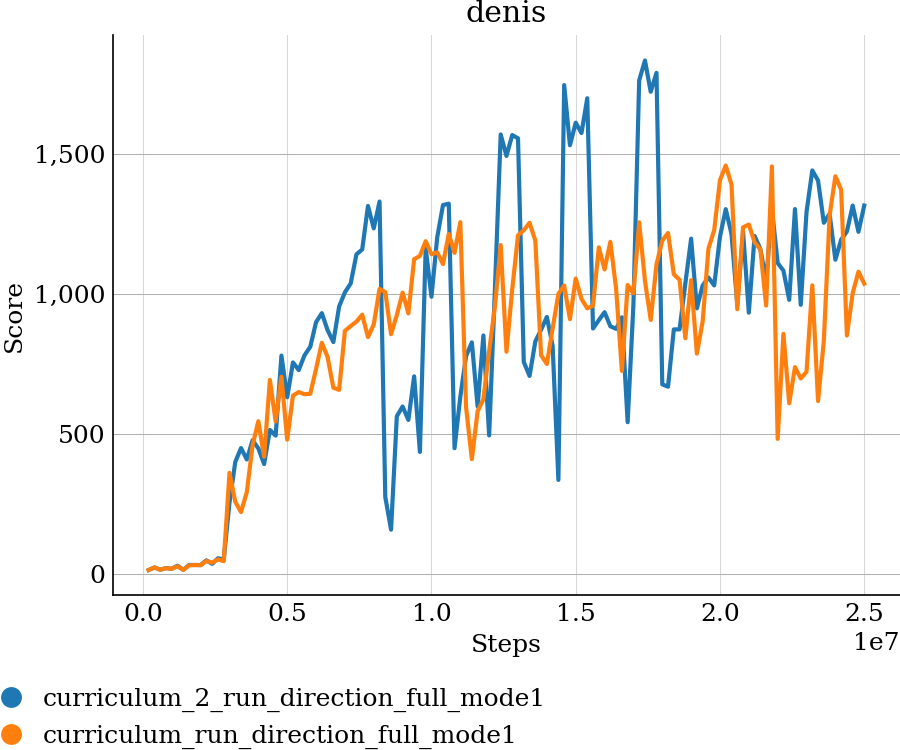 denis
1,500
1,000
500
0
Score
0.0 0.5 1.0 1.5 2.0 2.5
1e7
Steps
curriculum_2_run_direction_full_mode1
curriculum_run_direction_full_mode1